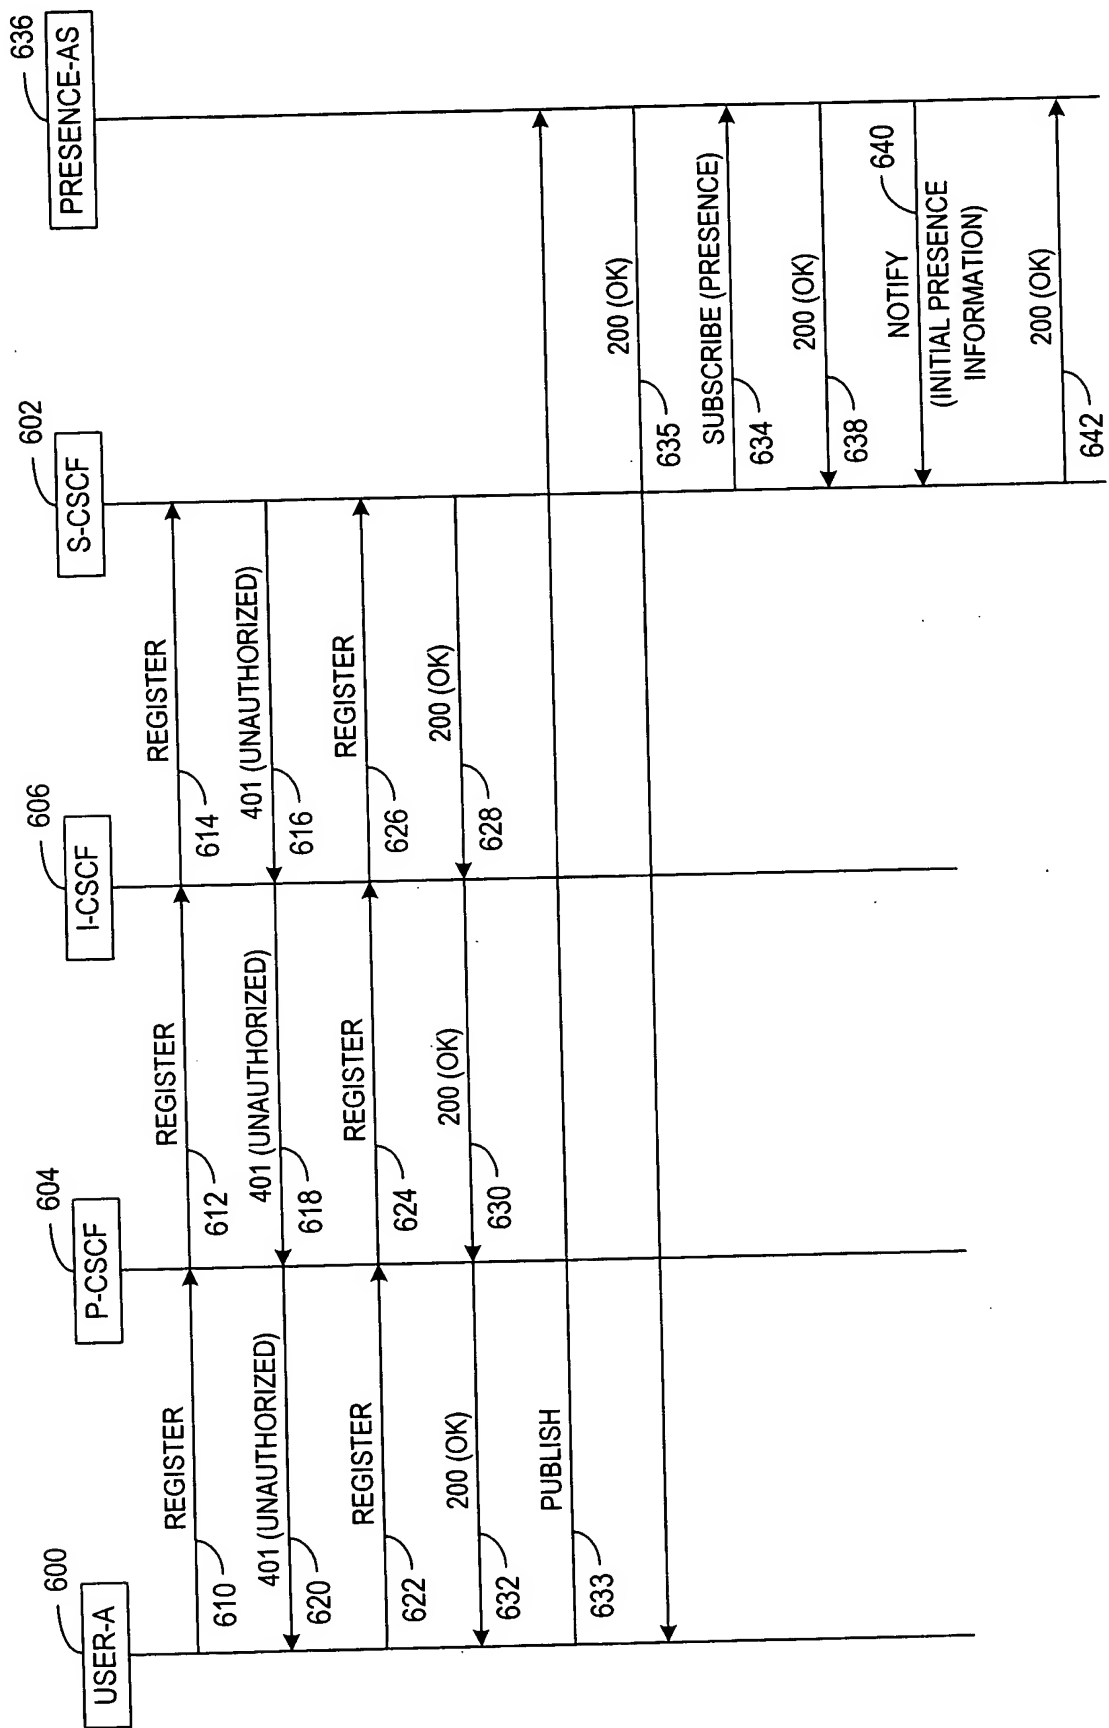 600
USER-A
604
P-CSCF
606
I-CSCF
602
S-CSCF
636
PRESENCE-AS
REGISTER
610
REGISTER
612
REGISTER
614
401 (UNAUTHORIZED)
616
401 (UNAUTHORIZED)
618
401 (UNAUTHORIZED)
620
REGISTER
622
REGISTER
624
REGISTER
626
200 (OK)
628
200 (OK)
630
200 (OK)
632
PUBLISH
633
200 (OK)
635
SUBSCRIBE (PRESENCE)
634
200 (OK)
638
NOTIFY
640
(INITIAL PRESENCE
INFORMATION)
200 (OK)
642